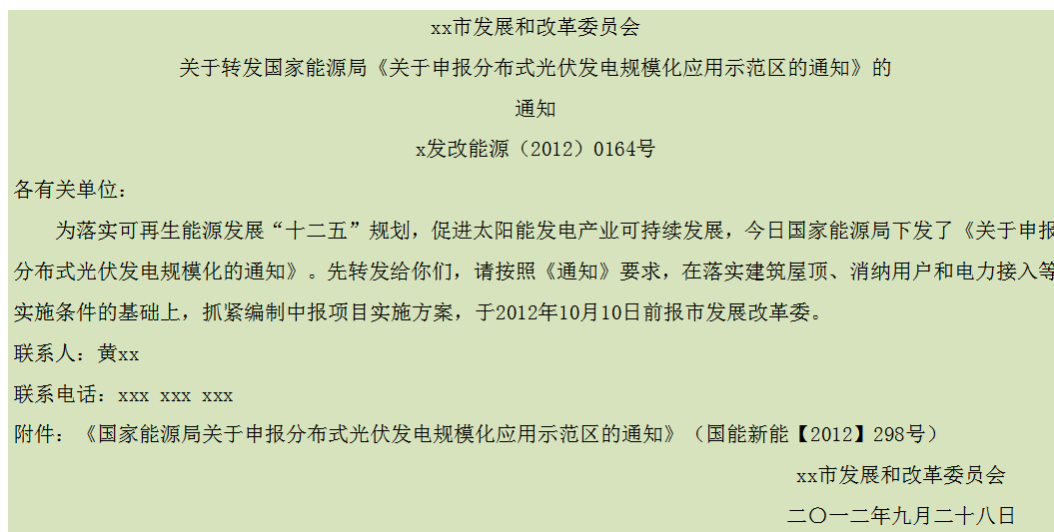 xx市发展和改革委员会
关于转发国家能源局《关于申报分布式光伏发电规模化应用示范区的通知》的
通知
x发改能源（2012）0164号
各有关单位：
为落实可再生能源发展“十二五”规划，促进太阳能发电产业可持续发展，今日国家能源局下发了《关于申报
分布式光伏发电规模化的通知》。先转发给你们，请按照《通知》要求，在落实建筑屋顶、消纳用户和电力接入等
实施条件的基础上，抓紧编制中报项目实施方案，于2012年10月10日前报市发展改革委。
联系人：黄xx
联系电话：xxx xxx xxx
附件：《国家能源局关于申报分布式光伏发电规模化应用示范区的通知》（国能新能【2012】298号）
xx市发展和改革委员会
二〇一二年九月二十八日